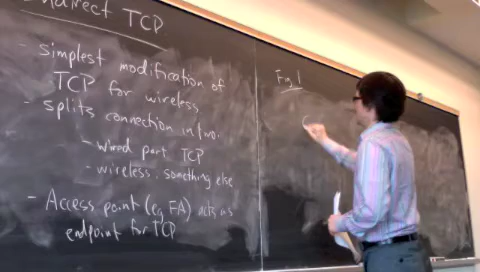 Indirect TCP
- simplest modification of
TCP for wireless
- splits connection in two:
- wired part TCP
- wireless: something else
- Access point (eg FA) acts as
endpoint for TCP
Fig 1